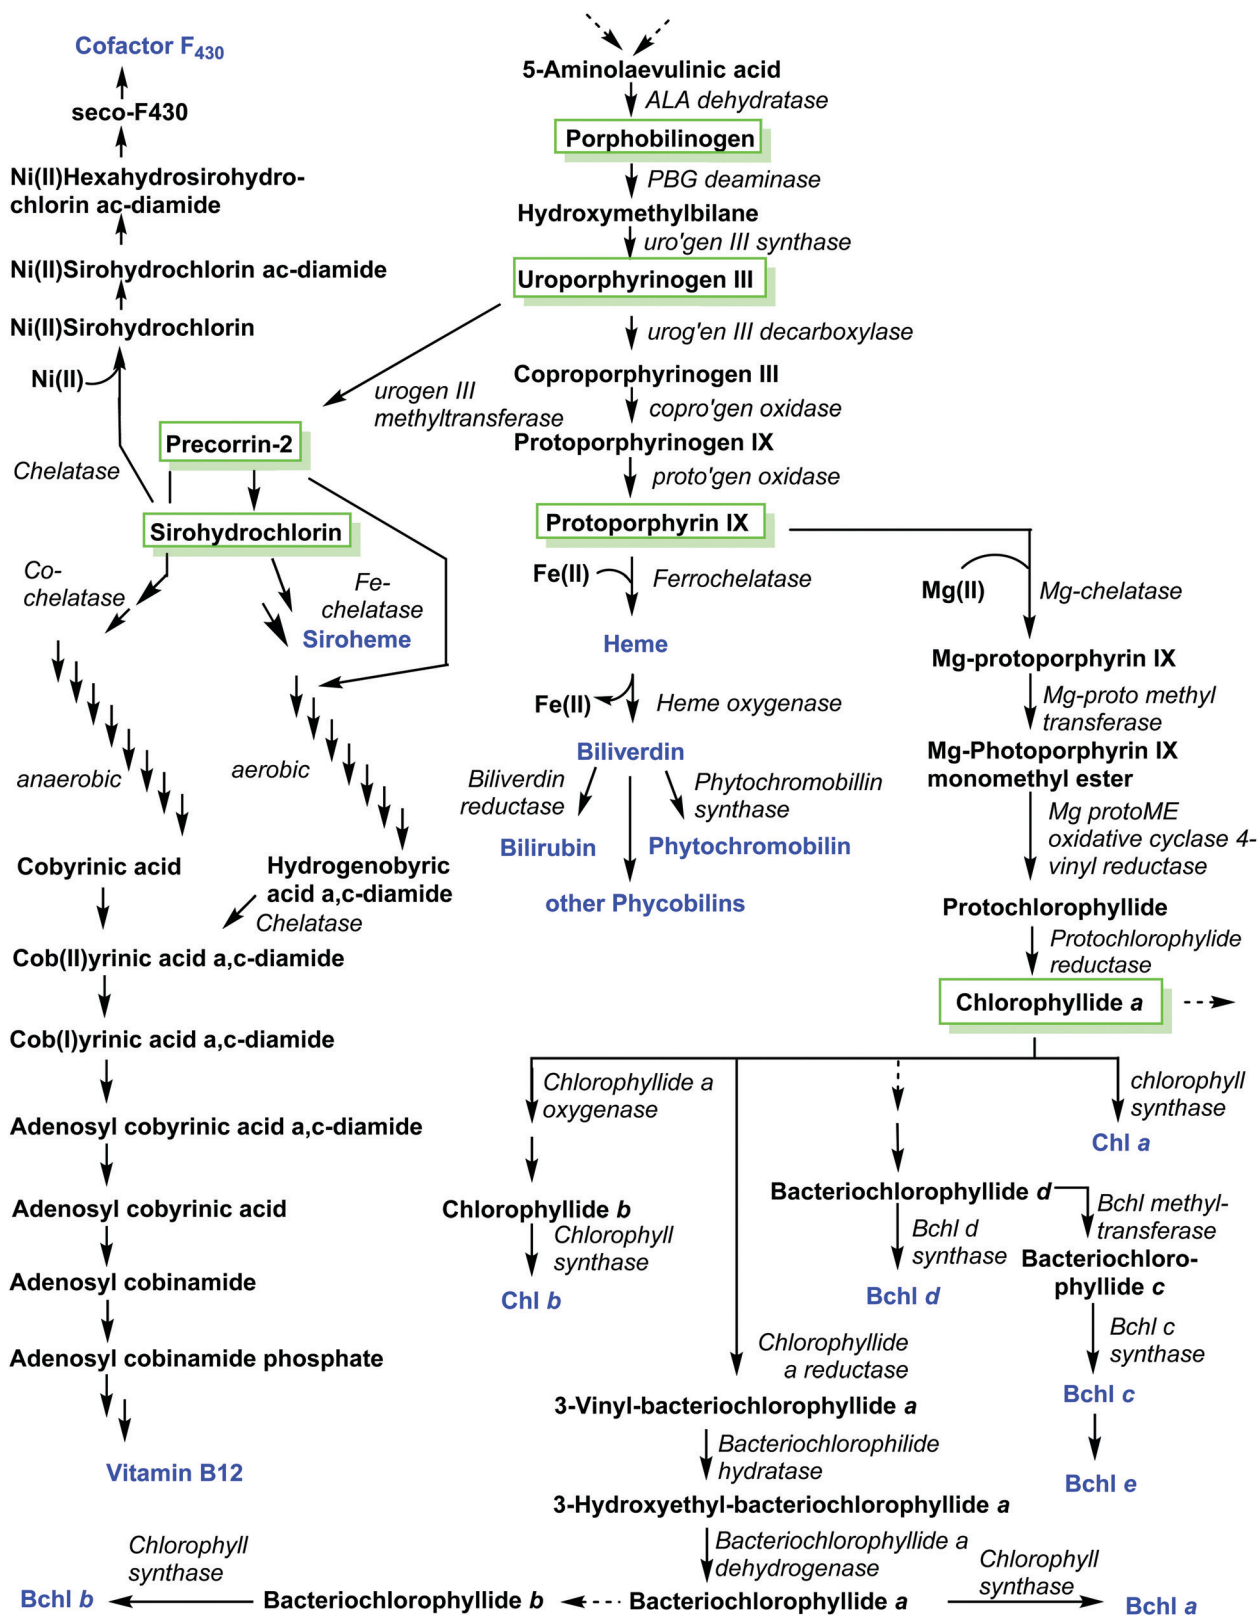 Cofactor F430
seco-F430
Ni(II)Hexahydrosirohydro-
chlorin ac-diamide
Ni(II)Sirohydrochlorin ac-diamide
Ni(II)Sirohydrochlorin
Ni(II)
Chelatase
5-Aminolaevulinic acid
ALA dehydratase
Porphobilinogen
PBG deaminase
Hydroxymethylbilane
uro'gen III synthase
Uroporphyrinogen III
urog'en III decarboxylase
Coproporphyrinogen III
copro'gen oxidase
Protoporphyrinogen IX
proto'gen oxidase
Protoporphyrin IX
urogen III
methyltransferase
Precorrin-2
Sirohydrochlorin
Co-
chelatase
Fe-
chelatase
Siroheme
anaerobic
aerobic
Cobyrinic acid
Hydrogenobyric
acid a,c-diamide
Chelatase
Cob(II)yrinic acid a,c-diamide
Cob(I)yrinic acid a,c-diamide
Adenosyl cobyrinic acid a,c-diamide
Adenosyl cobyrinic acid
Adenosyl cobinamide
Adenosyl cobinamide phosphate
Vitamin B12
Fe(II)
Ferrochelatase
Heme
Fe(II)
Heme oxygenase
Biliverdin
Biliverdin
reductase
Phytochromobillin
synthase
Bilirubin
Phytochromobilin
other Phycobilins
Mg(II)
Mg-chelatase
Mg-protoporphyrin IX
Mg-proto methyl
transferase
Mg-Photoporphyrin IX
monomethyl ester
Mg protoME
oxidative cyclase 4-
vinyl reductase
Protochlorophyllide
Protochlorophylide
reductase
Chlorophyllide a
Chlorophyllide a
oxygenase
chlorophyll
synthase
Chl a
Chlorophyllide b
Chlorophyll
synthase
Chl b
Bacteriochlorophyllide d
Bchl d
synthase
Bchl d
Bchl methyl-
transferase
Bacteriochloro-
phyllide c
Bchl c
synthase
Bchl c
Bchl e
Chlorophyllide
a reductase
3-Vinyl-bacteriochlorophyllide a
Bacteriochlorophilide
hydratase
3-Hydroxyethyl-bacteriochlorophyllide a
Bacteriochlorophyllide a
dehydrogenase
Chlorophyll
synthase
Bchl b
Bacteriochlorophyllide b
Bacteriochlorophyllide a
Chlorophyll
synthase
Bchl a